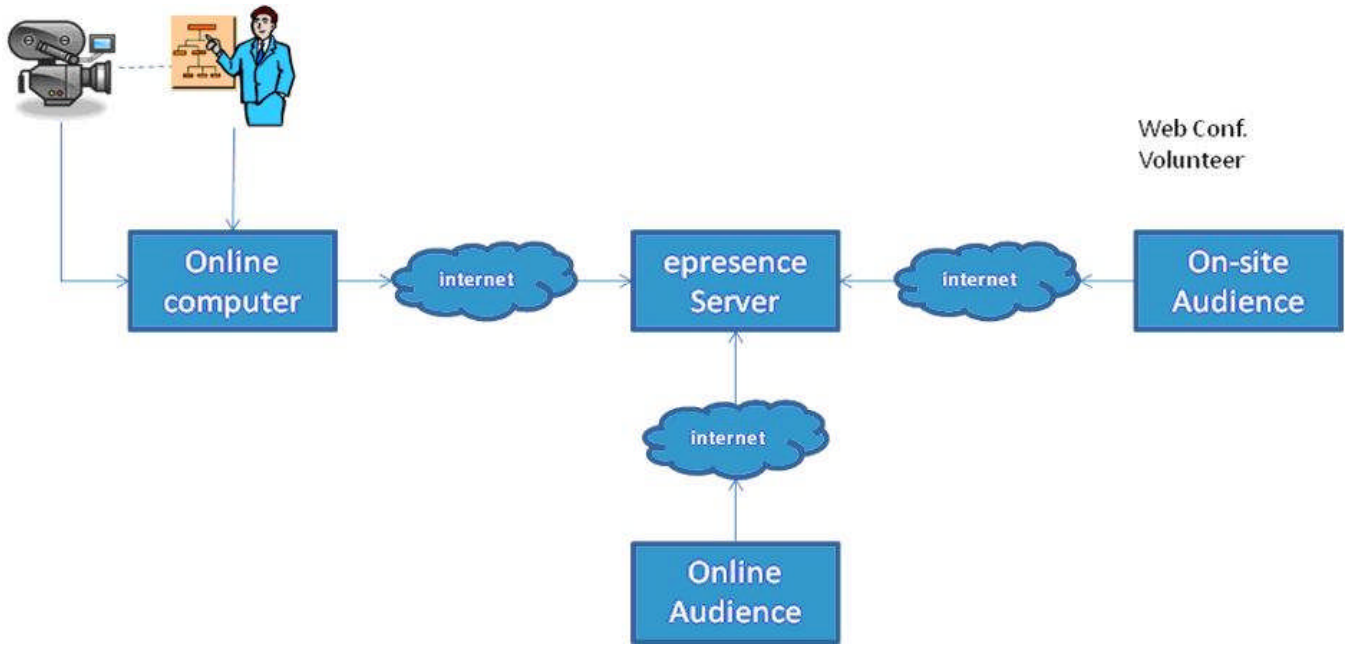 Web Conf.
Volunteer
Online
computer
internet
epresence
Server
internet
On-site
Audience
internet
Online
Audience